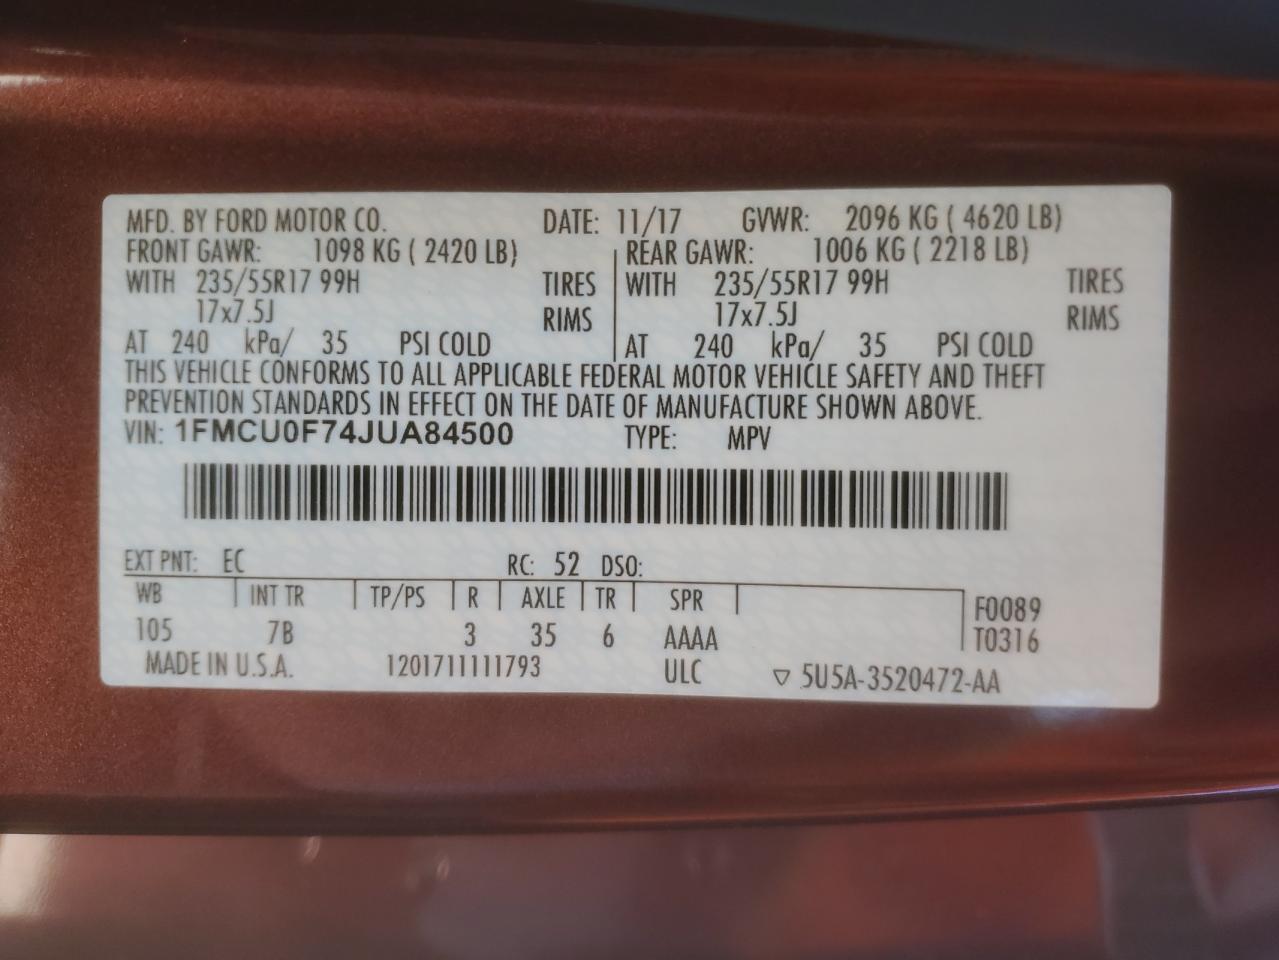 MFD. BY FORD MOTOR CO. DATE: 11/17 GVWR: 2096 KG ( 4620 LB)
FRONT GAWR: 1098 KG ( 2420 LB) REAR GAWR: 1006 KG ( 2218 LB)
WITH 235/55R17 99H TIRES WITH 235/55R17 99H TIRES
17x7.5J RIMS 17x7.5J RIMS
AT 240 kPa/ 35 PSI COLD AT 240 kPa/ 35 PSI COLD
THIS VEHICLE CONFORMS TO ALL APPLICABLE FEDERAL MOTOR VEHICLE SAFETY AND THEFT
PREVENTION STANDARDS IN EFFECT ON THE DATE OF MANUFACTURE SHOWN ABOVE.
VIN: 1FMCU0F74JUA84500 TYPE: MPV
EXT PNT: EC RC: 52 DSO:
WB INT TR TP/PS R AXLE TR SPR F0089
105 7B 3 35 6 AAAA T0316
MADE IN U.S.A. 1201711111793 ULC ▽ 5U5A-3520472-AA